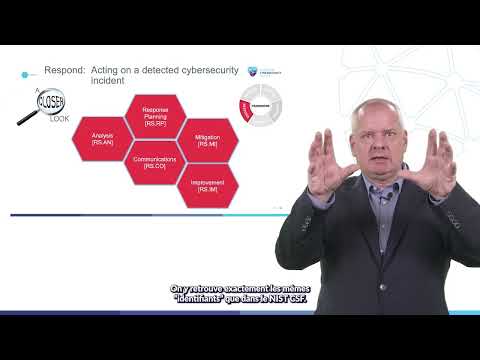 Respond: Acting on a detected cybersecurity
incident
A
CLOSER
LOOK
Response
Planning
[RS.RP]
Analysis
[RS.AN]
Mitigation
[RS.MI]
Communications
[RS.CO]
Improvement
[RS.IM]
On y retrouve exactement les mêmes
"identifiants" que dans le NIST CSF.